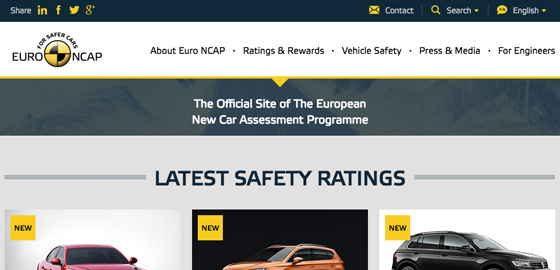 Share in f g+ Contact Search English
FOR SAFER CARS
EURO NCAP
About Euro NCAP • Ratings & Rewards • Vehicle Safety • Press & Media • For Engineers
The Official Site of The European
New Car Assessment Programme
LATEST SAFETY RATINGS
NEW NEW NEW